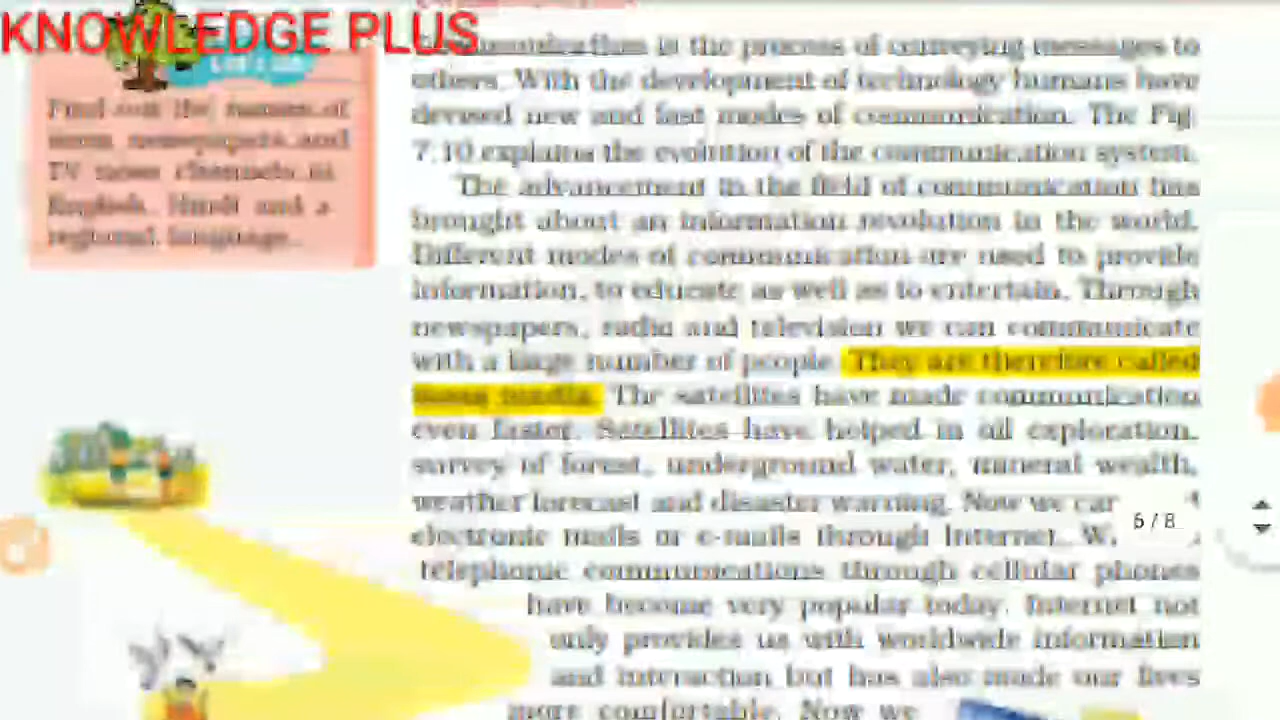 KNOWLEDGE PLUS
Let's do
Find out the names of
some newspapers and
TV news channels in
English, Hindi and a
regional language.
Communication is the process of conveying messages to
others. With the development of technology humans have
devised new and fast modes of communication. The Fig
7.10 explains the evolution of the communication system.
The advancement in the field of communication has
brought about an information revolution in the world.
Different modes of communication are used to provide
information, to educate as well as to entertain. Through
newspapers, radio and television we can communicate
with a large number of people. They are therefore called
mass media. The satellites have made communication
even faster. Satellites have helped in oil exploration,
survey of forest, underground water, mineral wealth,
weather forecast and disaster warning. Now we can
electronic mails or e-mails through Internet.
telephonic communications through cellular phones
have become very popular today. Internet not
only provides us with worldwide information
and interaction but has also made our lives
more comfortable. Now we
6 / 8